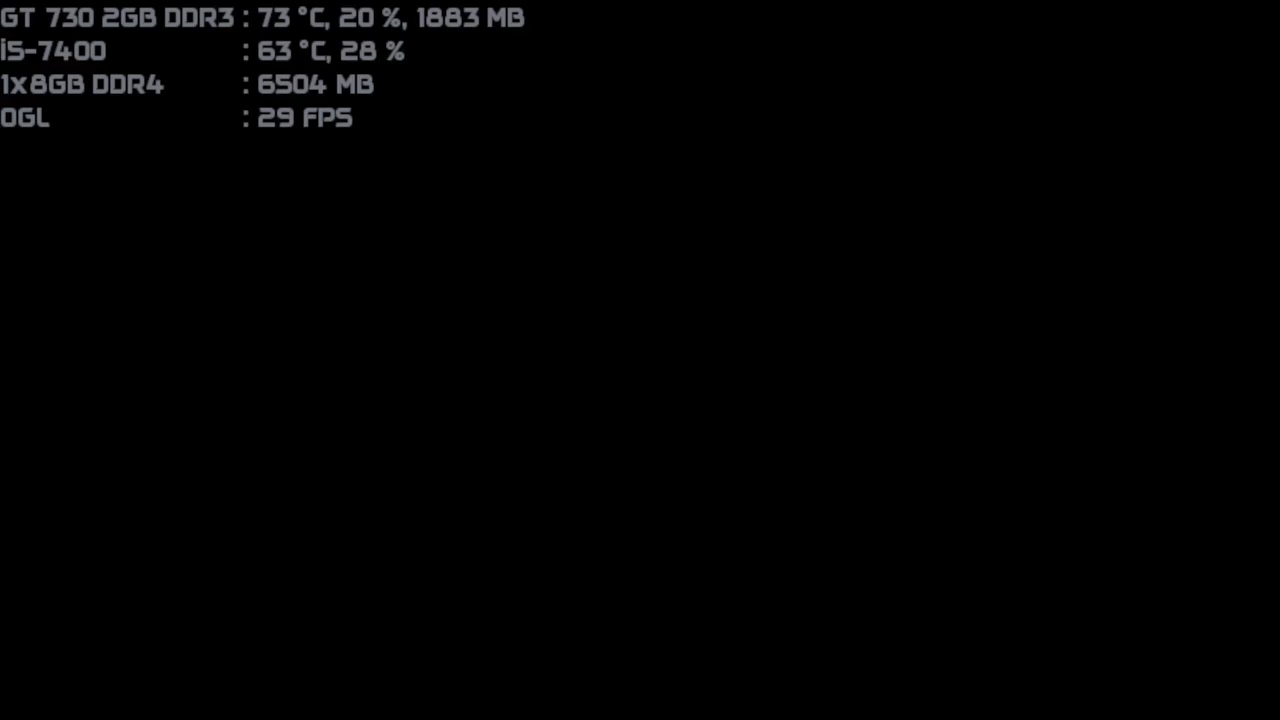 GT 730 2GB DDR3 : 73 °C, 20 %, 1883 MB
i5-7400 : 63 °C, 28 %
1x8GB DDR4 : 6504 MB
OGL : 29 FPS